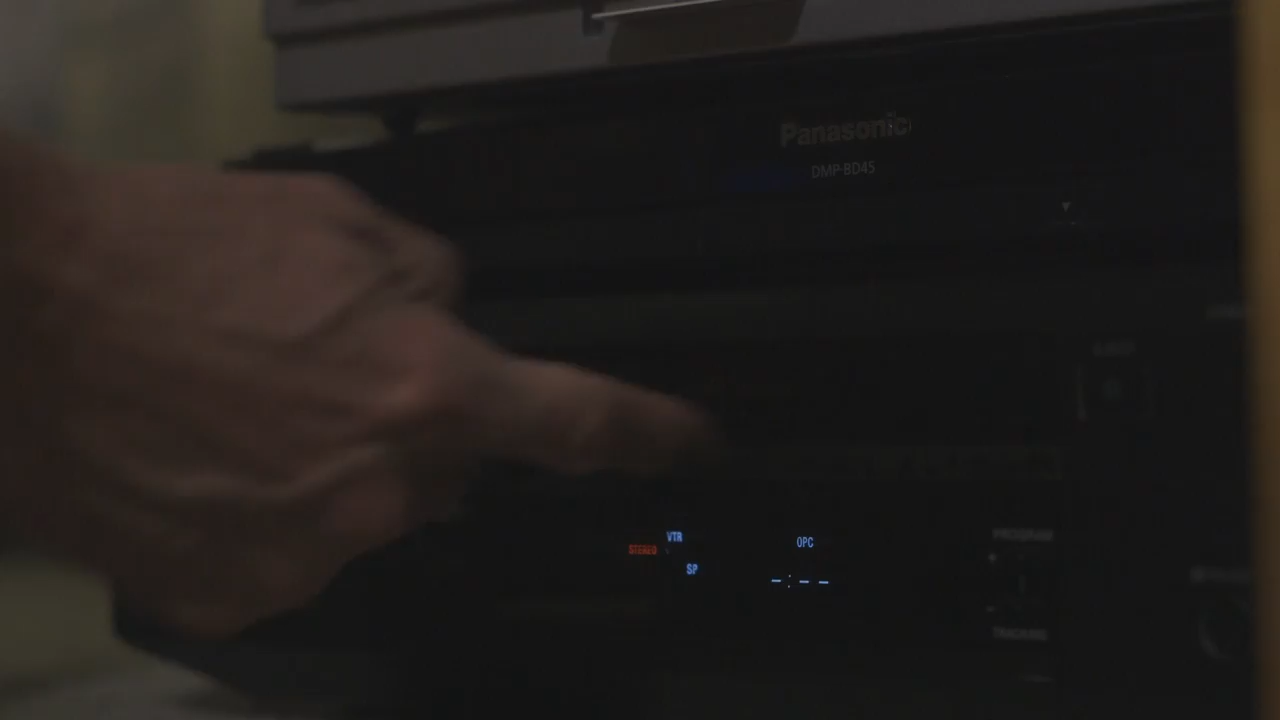 Panasonic
DMP-BD45
VTR
OPC
STEREO
SP
-:--
PROGRAM
TRACKING